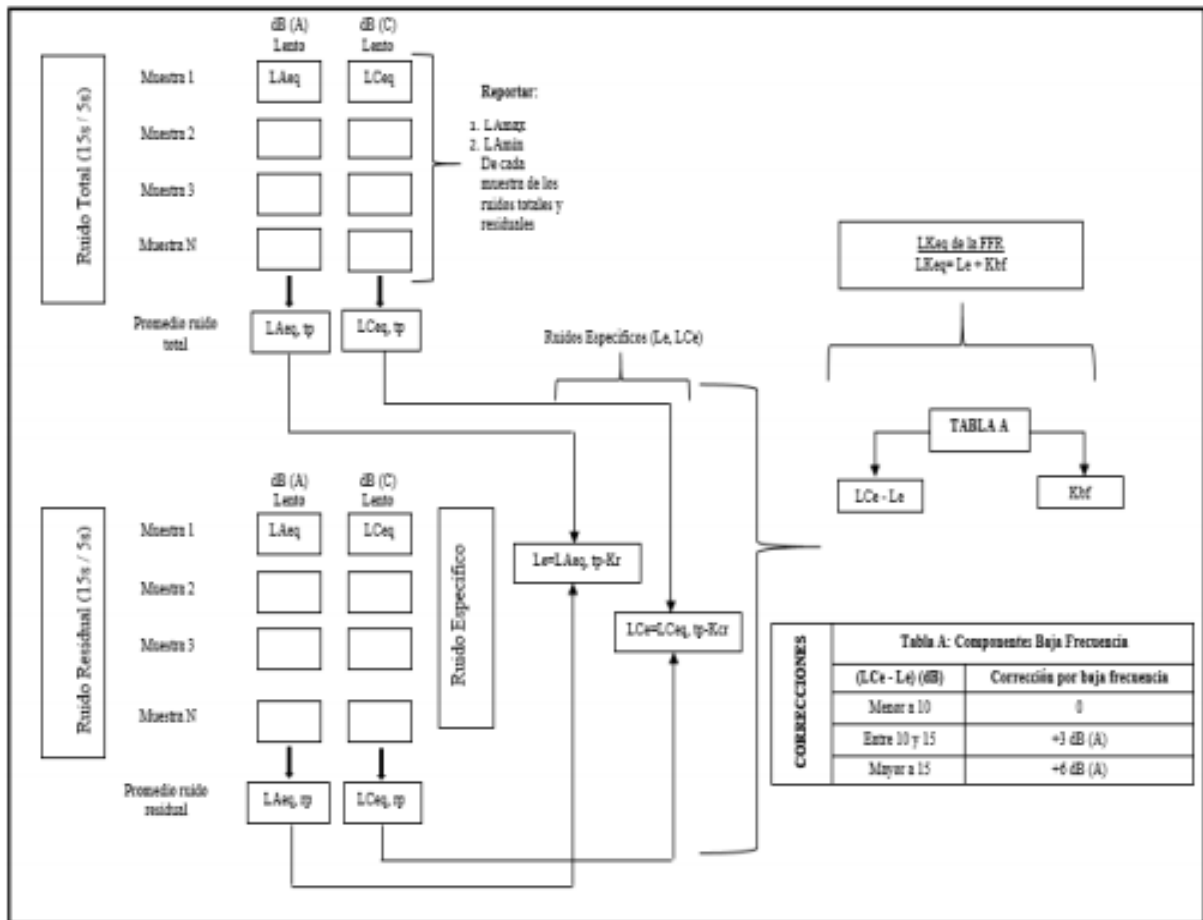 dB (A)
Lento
dB (C)
Lento
Ruido Total (15s / 5s)
Muestra 1
LAeq
LCeq
Muestra 2
Muestra 3
Muestra N
Reportar:
1. LAmax
2. LAmin
De cada
muestra de los
ruidos totales y
residuales
Promedio ruido
total
LAeq, tp
LCeq, tp
LKeq de la FFR
LKeq= Le + Kbf
Ruidos Específicos (Le, LCe)
TABLA A
LCe - Le
Kbf
dB (A)
Lento
dB (C)
Lento
Ruido Residual (15s / 5s)
Muestra 1
LAeq
LCeq
Muestra 2
Muestra 3
Muestra N
Ruido Específico
Le=LAeq, tp-Kr
LCe=LCeq, tp-Kcr
Promedio ruido
residual
LAeq, rp
LCeq, rp
CORRECCIONES
Tabla A: Componentes Baja Frecuencia
(LCe - Le) (dB) Corrección por baja frecuencia
Menor a 10 0
Entre 10 y 15 +3 dB (A)
Mayor a 15 +6 dB (A)